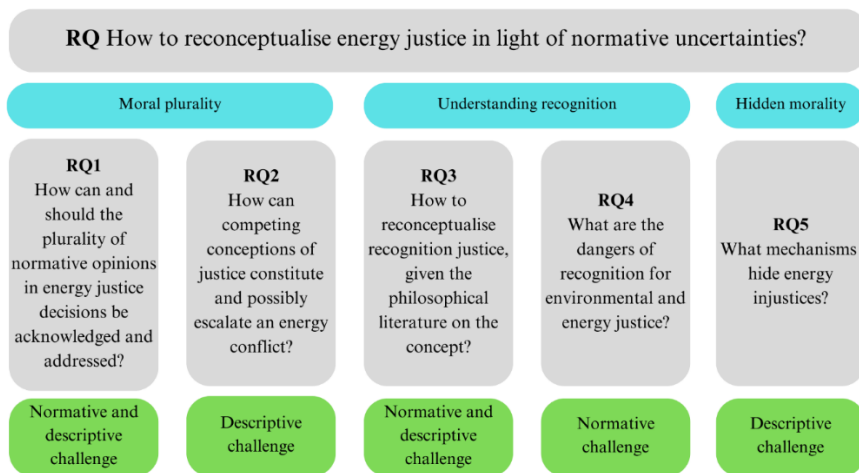 RQ How to reconceptualise energy justice in light of normative uncertainties?
Moral plurality
Understanding recognition
Hidden morality
RQ1
How can and
should the
plurality of
normative opinions
in energy justice
decisions be
acknowledged and
addressed?
RQ2
How can
competing
conceptions of
justice constitute
and possibly
escalate an energy
conflict?
RQ3
How to
reconceptualise
recognition justice,
given the
philosophical
literature on the
concept?
RQ4
What are the
dangers of
recognition for
environmental and
energy justice?
RQ5
What mechanisms
hide energy
injustices?
Normative and
descriptive
challenge
Descriptive
challenge
Normative and
descriptive
challenge
Normative
challenge
Descriptive
challenge